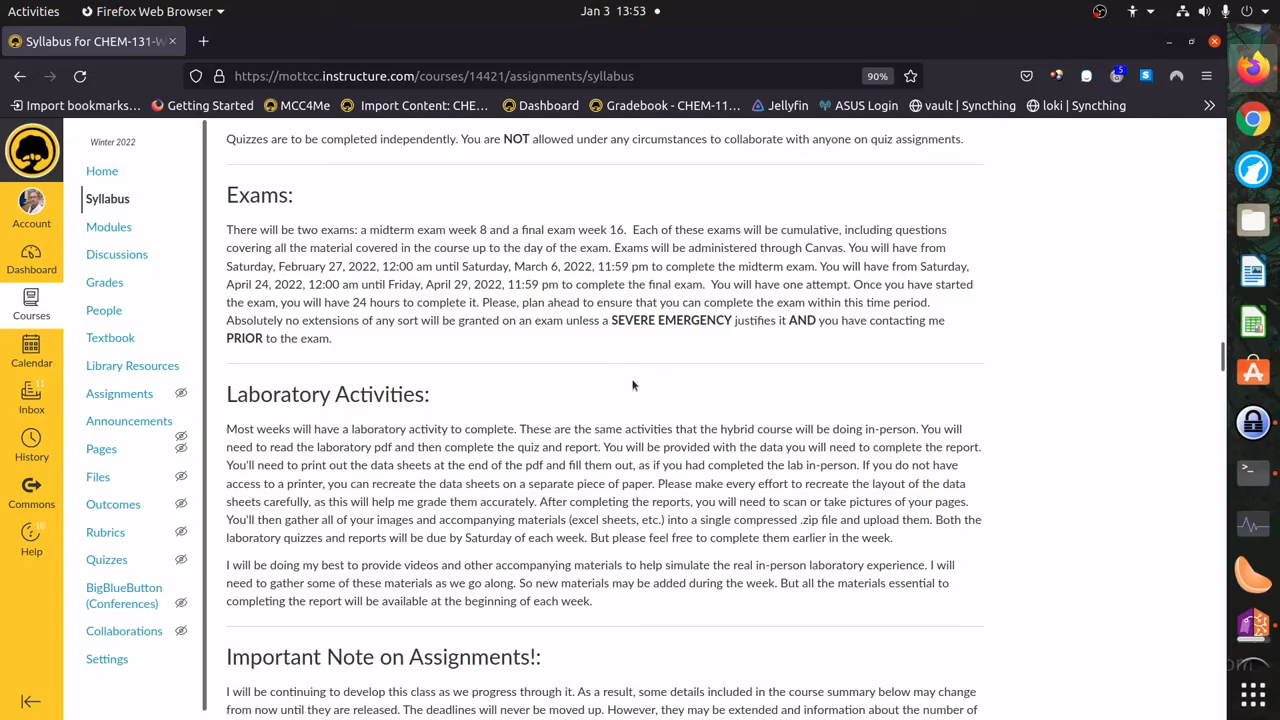 Activities
Firefox Web Browser
Jan 3 13:53
Syllabus for CHEM-131-W
https://mottcc.instructure.com/courses/14421/assignments/syllabus
90%
5
S
Import bookmarks...
Getting Started
MCC4Me
Import Content: CHE...
Dashboard
Gradebook - CHEM-11...
Jellyfin
ASUS Login
vault | Syncthing
loki | Syncthing
Account
Dashboard
Courses
Calendar
11
Inbox
History
Commons
10
Help
Winter 2022
Home
Syllabus
Modules
Discussions
Grades
People
Textbook
Library Resources
Assignments
Announcements
Pages
Files
Outcomes
Rubrics
Quizzes
BigBlueButton
(Conferences)
Collaborations
Settings
Quizzes are to be completed independently. You are NOT allowed under any circumstances to collaborate with anyone on quiz assignments.
Exams:
There will be two exams: a midterm exam week 8 and a final exam week 16. Each of these exams will be cumulative, including questions
covering all the material covered in the course up to the day of the exam. Exams will be administered through Canvas. You will have from
Saturday, February 27, 2022, 12:00 am until Saturday, March 6, 2022, 11:59 pm to complete the midterm exam. You will have from Saturday,
April 24, 2022, 12:00 am until Friday, April 29, 2022, 11:59 pm to complete the final exam. You will have one attempt. Once you have started
the exam, you will have 24 hours to complete it. Please, plan ahead to ensure that you can complete the exam within this time period.
Absolutely no extensions of any sort will be granted on an exam unless a SEVERE EMERGENCY justifies it AND you have contacting me
PRIOR to the exam.
Laboratory Activities:
Most weeks will have a laboratory activity to complete. These are the same activities that the hybrid course will be doing in-person. You will
need to read the laboratory pdf and then complete the quiz and report. You will be provided with the data you will need to complete the report.
You'll need to print out the data sheets at the end of the pdf and fill them out, as if you had completed the lab in-person. If you do not have
access to a printer, you can recreate the data sheets on a separate piece of paper. Please make every effort to recreate the layout of the data
sheets carefully, as this will help me grade them accurately. After completing the reports, you will need to scan or take pictures of your pages.
You'll then gather all of your images and accompanying materials (excel sheets, etc.) into a single compressed .zip file and upload them. Both the
laboratory quizzes and reports will be due by Saturday of each week. But please feel free to complete them earlier in the week.
I will be doing my best to provide videos and other accompanying materials to help simulate the real in-person laboratory experience. I will
need to gather some of these materials as we go along. So new materials may be added during the week. But all the materials essential to
completing the report will be available at the beginning of each week.
Important Note on Assignments!:
I will be continuing to develop this class as we progress through it. As a result, some details included in the course summary below may change
from now until they are released. The deadlines will never be moved up. However, they may be extended and information about the number of